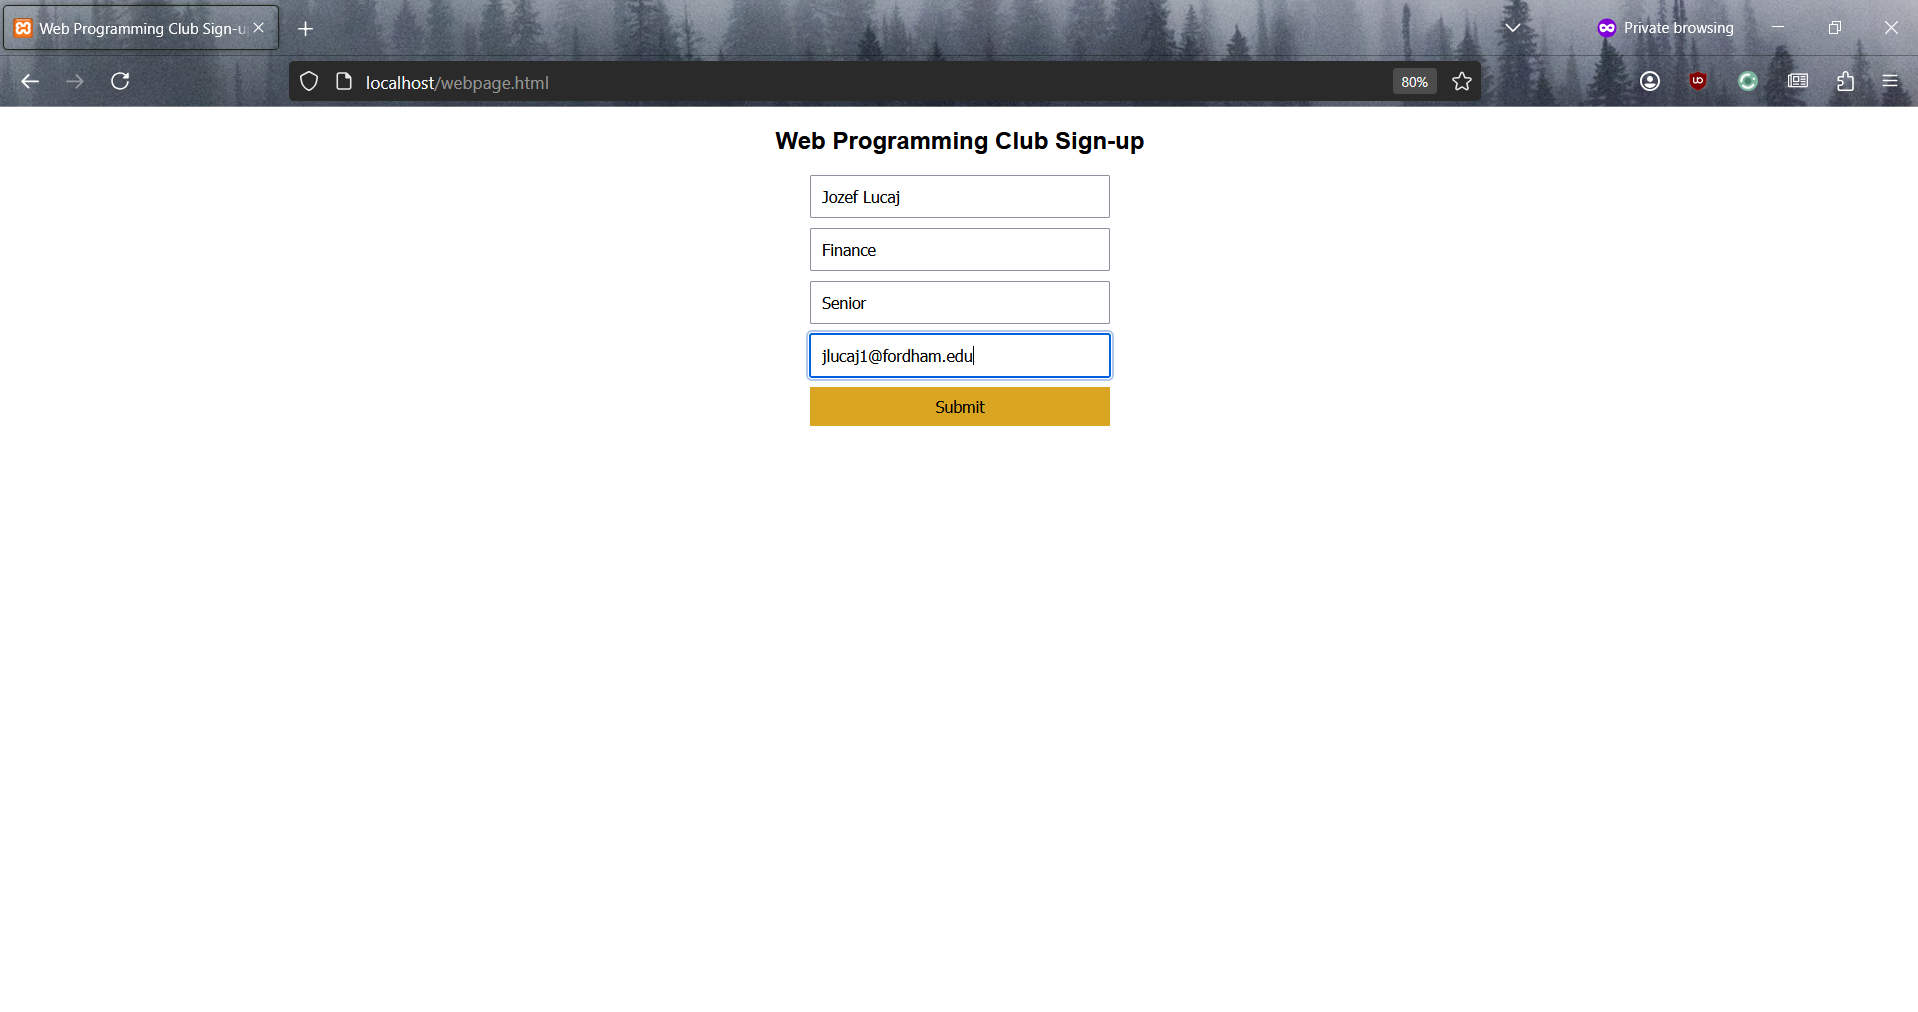 Web Programming Club Sign-u
Private browsing
localhost/webpage.html
80%
Web Programming Club Sign-up
Jozef Lucaj
Finance
Senior
jlucaj1@fordham.edu
Submit